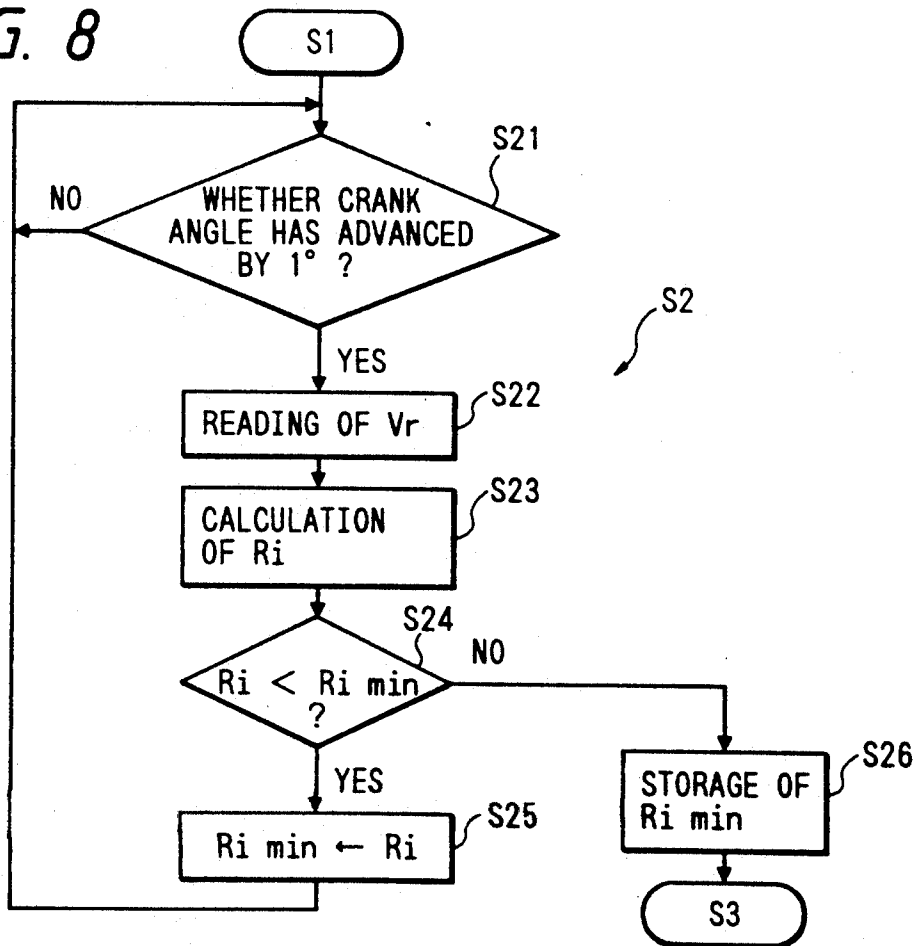 G. 8
S1
S21
NO
WHETHER CRANK
ANGLE HAS ADVANCED
BY 1° ?
S2
YES
S22
READING OF Vr
S23
CALCULATION
OF Ri
S24
NO
Ri < Ri min
?
S26
YES
STORAGE OF
Ri min
S25
Ri min ← Ri
S3